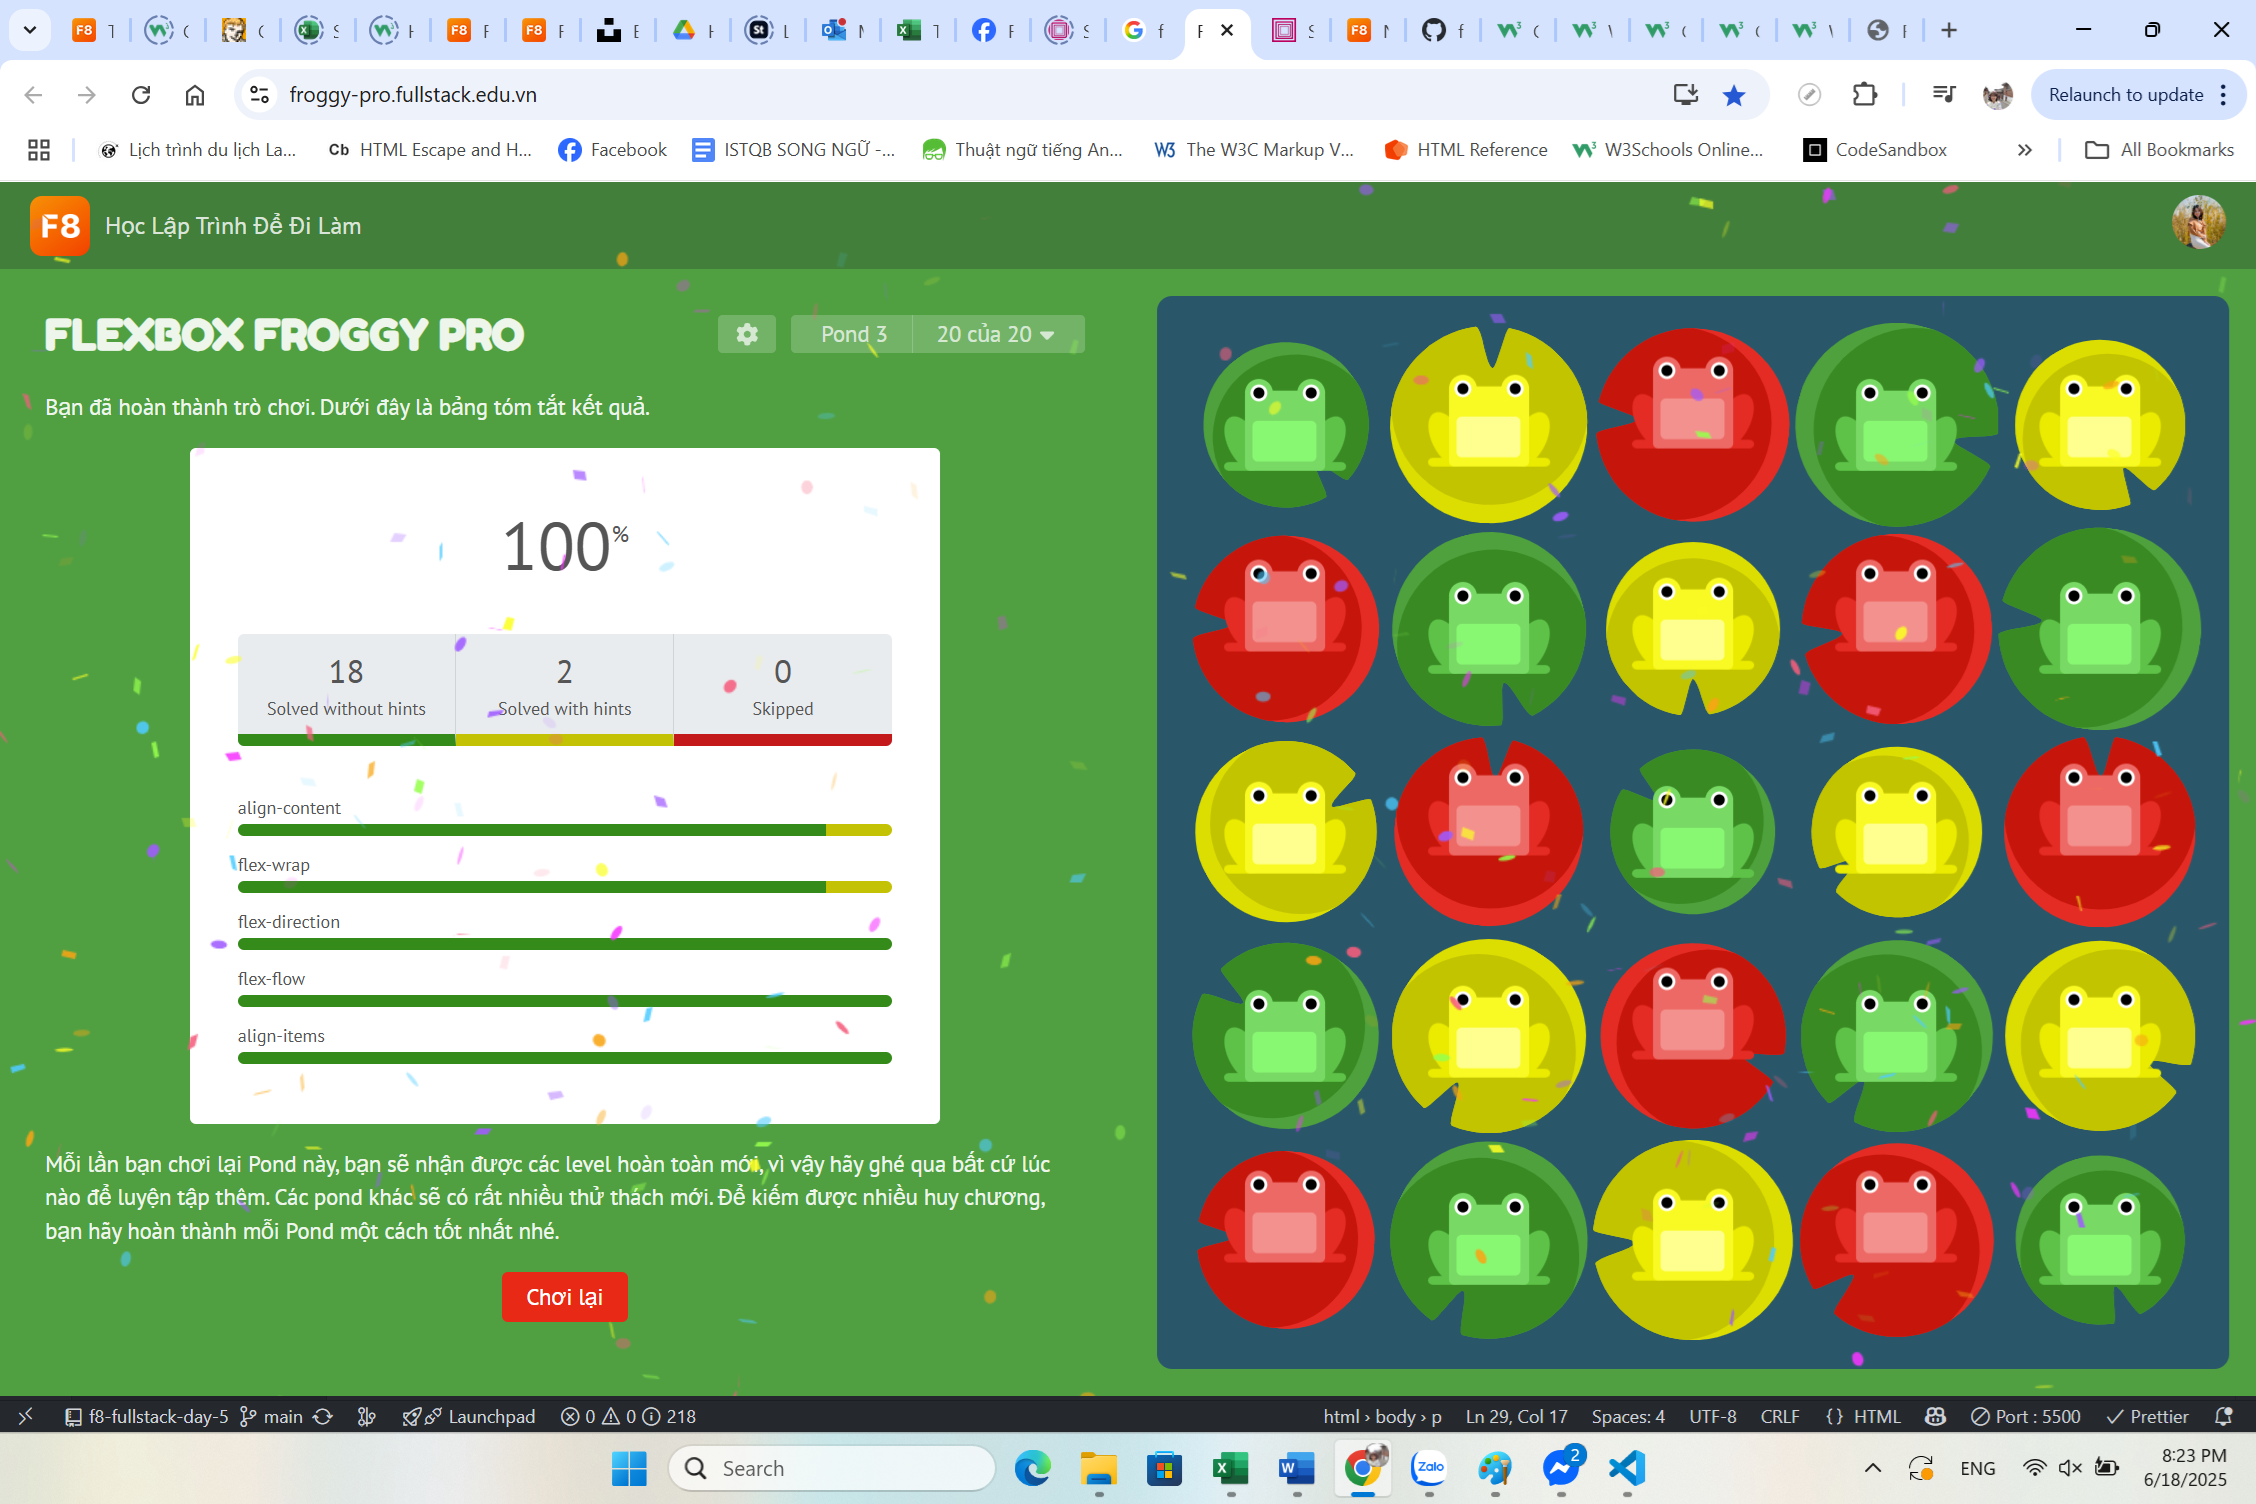 froggy-pro.fullstack.edu.vn
Relaunch to update
Lịch trình du lịch La...
Cb HTML Escape and H...
Facebook
ISTQB SONG NGỮ -...
Thuật ngữ tiếng An...
The W3C Markup V...
HTML Reference
W3Schools Online...
CodeSandbox
All Bookmarks
F8 Học Lập Trình Để Đi Làm
FLEXBOX FROGGY PRO
Pond 3
20 của 20
Bạn đã hoàn thành trò chơi. Dưới đây là bảng tóm tắt kết quả.
100%
18
Solved without hints
2
Solved with hints
0
Skipped
align-content
flex-wrap
flex-direction
flex-flow
align-items
Mỗi lần bạn chơi lại Pond này, bạn sẽ nhận được các level hoàn toàn mới, vì vậy hãy ghé qua bất cứ lúc
nào để luyện tập thêm. Các pond khác sẽ có rất nhiều thử thách mới. Để kiếm được nhiều huy chương,
bạn hãy hoàn thành mỗi Pond một cách tốt nhất nhé.
Chơi lại
f8-fullstack-day-5 main Launchpad 0 0 218
html › body › p Ln 29, Col 17 Spaces: 4 UTF-8 CRLF {} HTML Port : 5500 Prettier
Search
Zalo
2
ENG
8:23 PM
6/18/2025